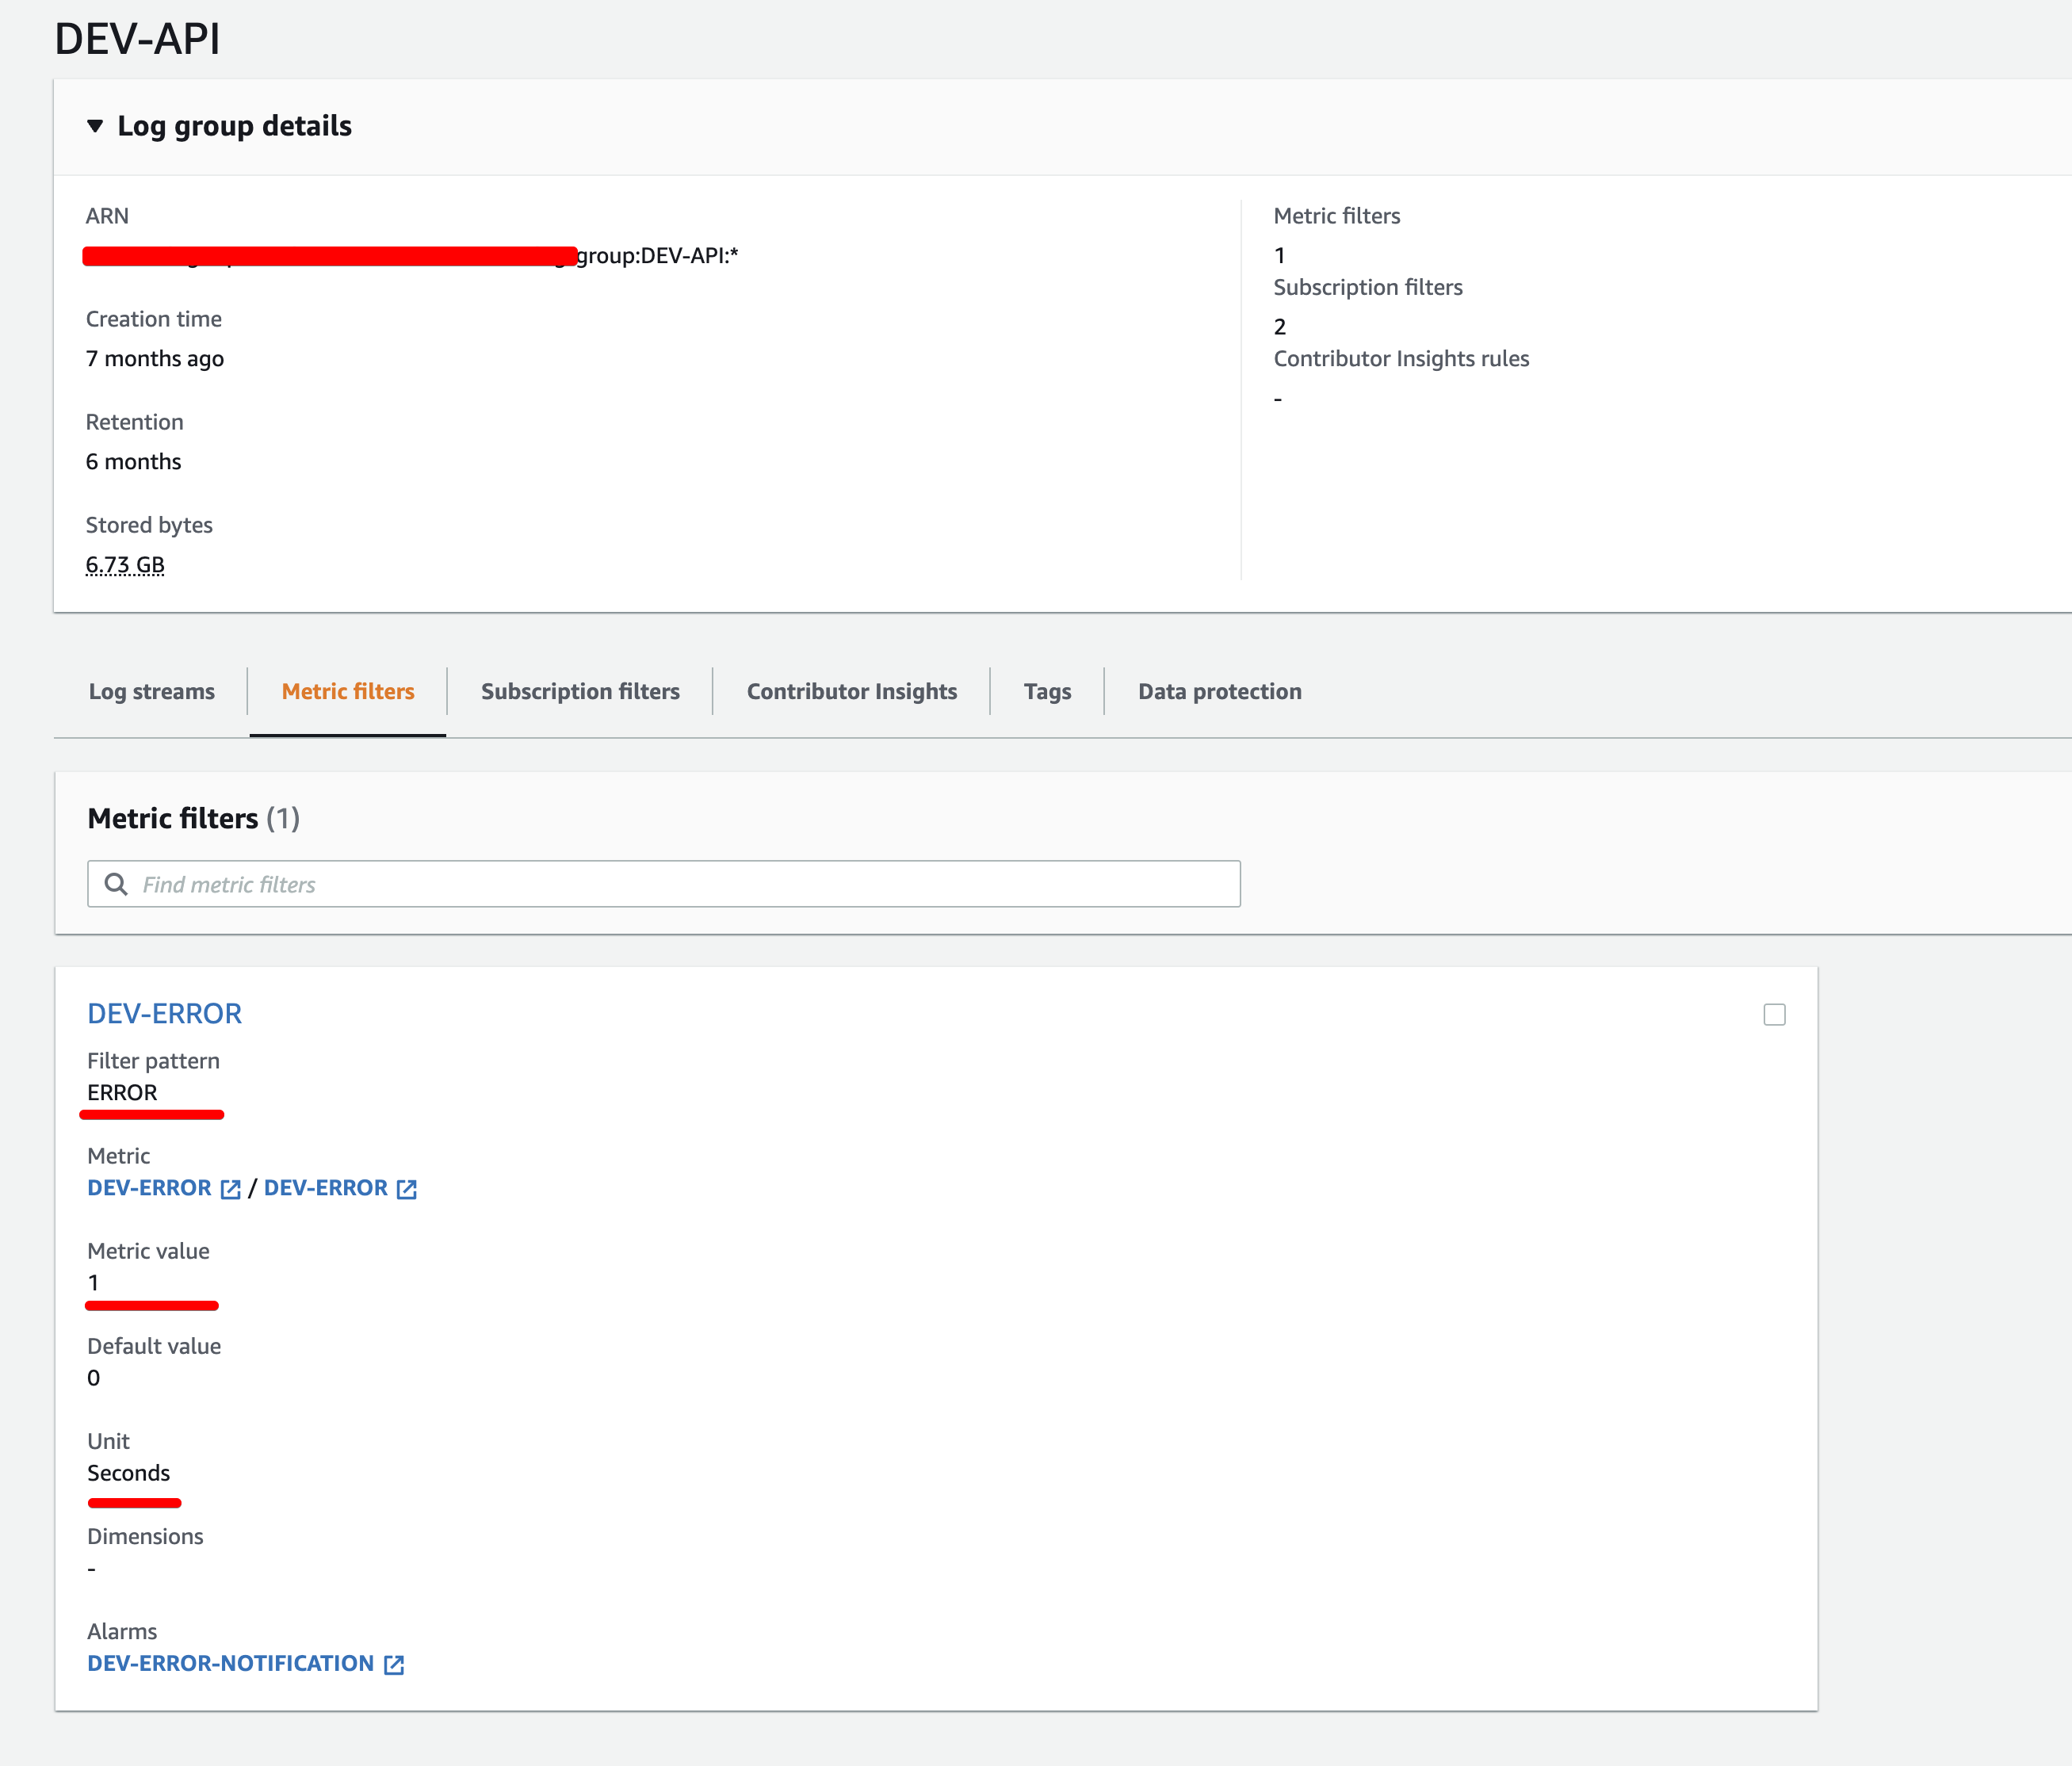 DEV-API
Log group details
ARN
group:DEV-API:*
Creation time
7 months ago
Retention
6 months
Stored bytes
6.73 GB
Metric filters
1
Subscription filters
2
Contributor Insights rules
-
Log streams
Metric filters
Subscription filters
Contributor Insights
Tags
Data protection
Metric filters (1)
Find metric filters
DEV-ERROR
Filter pattern
ERROR
Metric
DEV-ERROR / DEV-ERROR
Metric value
1
Default value
0
Unit
Seconds
Dimensions
-
Alarms
DEV-ERROR-NOTIFICATION